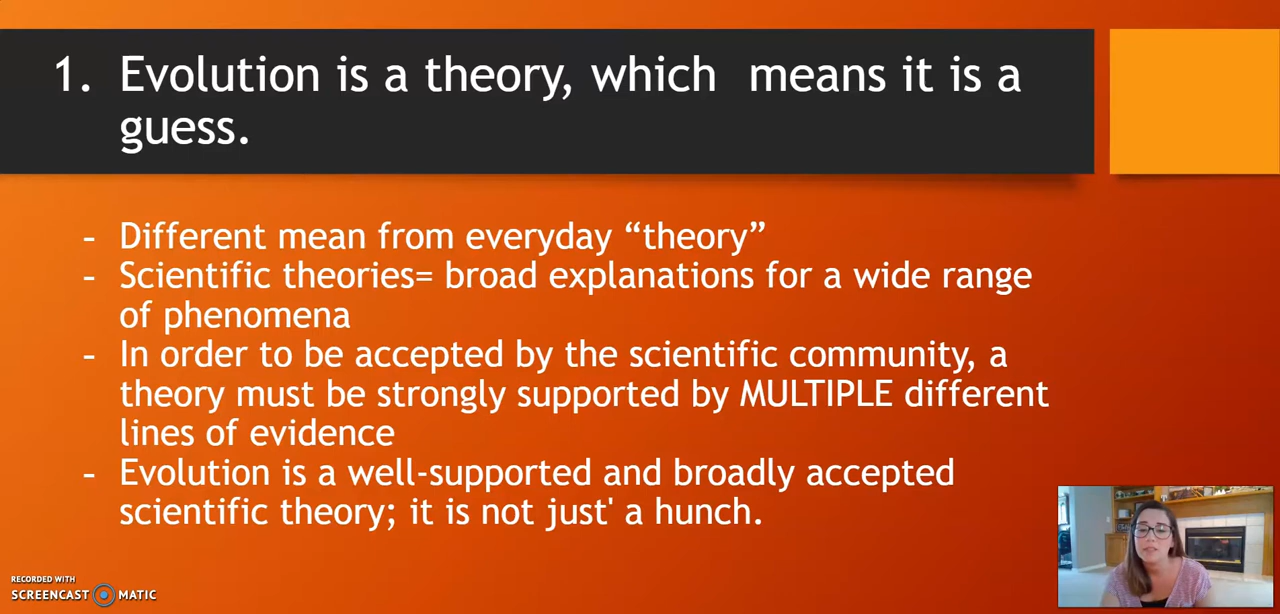 1. Evolution is a theory, which means it is a
guess.
- Different mean from everyday “theory”
- Scientific theories= broad explanations for a wide range
of phenomena
- In order to be accepted by the scientific community, a
theory must be strongly supported by MULTIPLE different
lines of evidence
- Evolution is a well-supported and broadly accepted
scientific theory; it is not just' a hunch.
RECORDED WITH
SCREENCAST MATIC